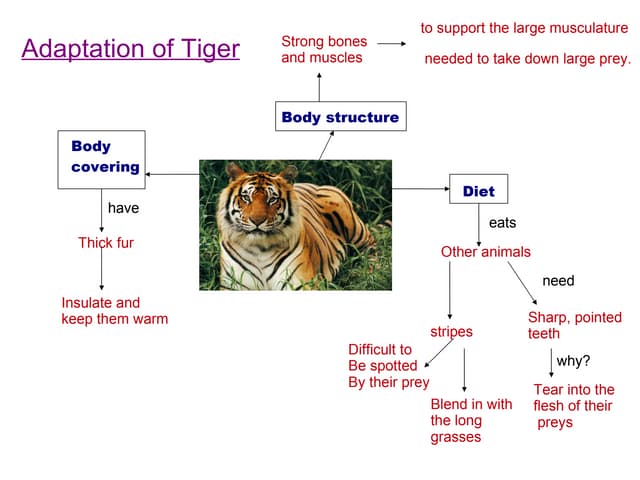 Adaptation of Tiger
Strong bones
and muscles
to support the large musculature
needed to take down large prey.
Body structure
Body
covering
Diet
have
eats
Thick fur
Other animals
need
Insulate and
keep them warm
stripes
Sharp, pointed
teeth
Difficult to
Be spotted
By their prey
why?
Blend in with
the long
grasses
Tear into the
flesh of their
preys